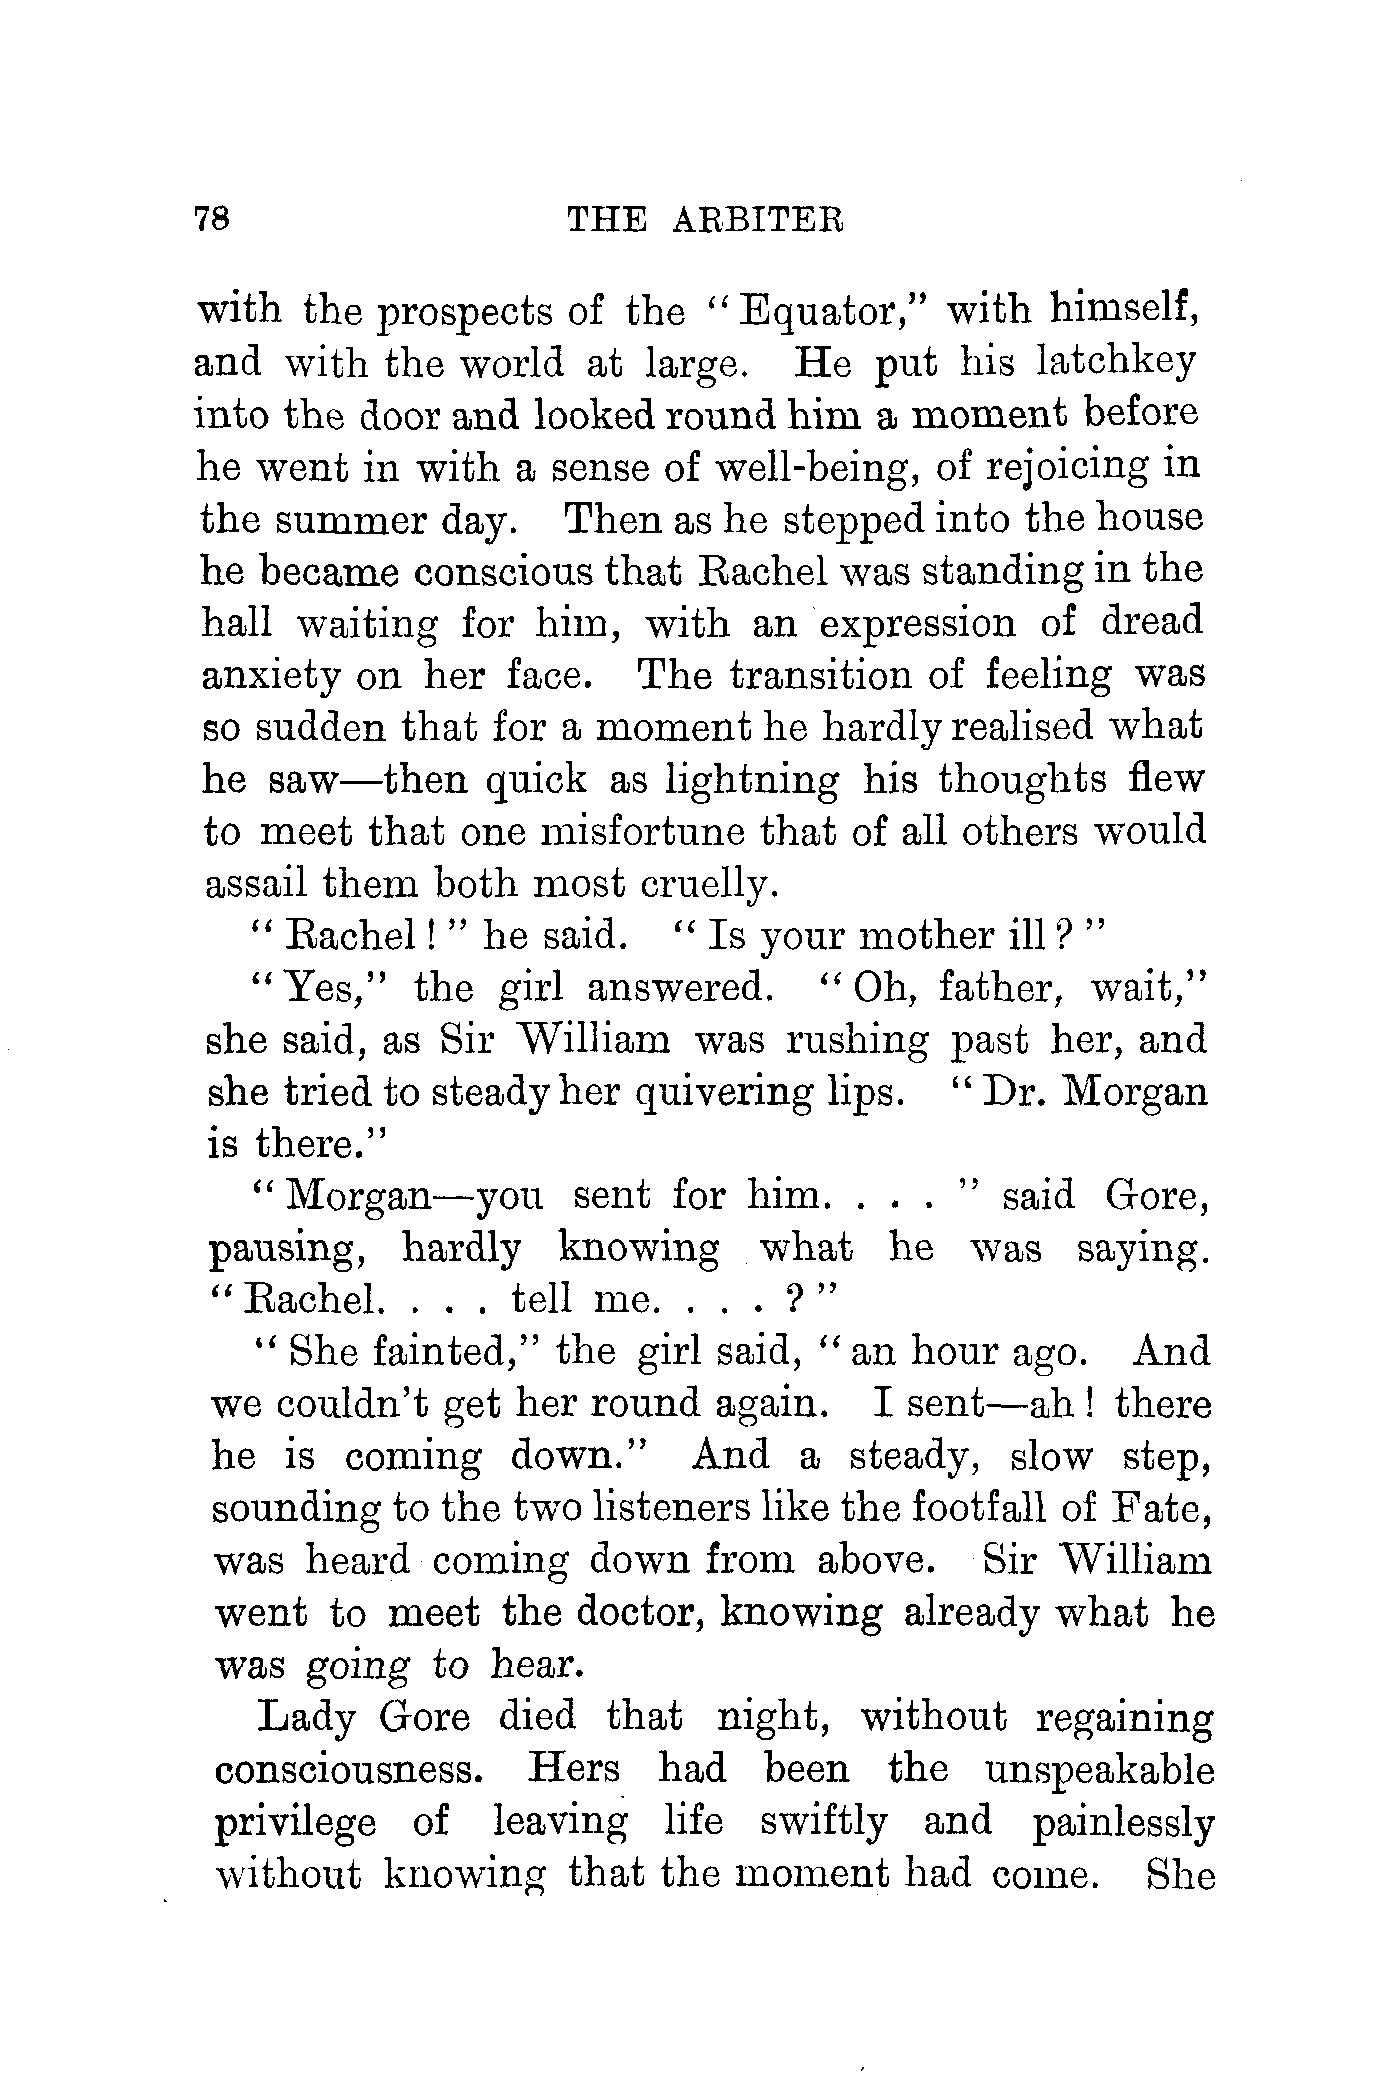 78 THE ARBITER
with the prospects of the “ Equator,” with himself,
and with the world at large. He put his latchkey
into the door and looked round him a moment before
he went in with a sense of well-being, of rejoicing in
the summer day. Then as he stepped into the house
he became conscious that Rachel was standing in the
hall waiting for him, with an expression of dread
anxiety on her face. The transition of feeling was
so sudden that for a moment he hardly realised what
he saw—then quick as lightning his thoughts flew
to meet that one misfortune that of all others would
assail them both most cruelly.
“ Rachel ! ” he said. “ Is your mother ill ? ”
“ Yes,” the girl answered. “ Oh, father, wait,”
she said, as Sir William was rushing past her, and
she tried to steady her quivering lips. “ Dr. Morgan
is there.”
“ Morgan—you sent for him. . . . ” said Gore,
pausing, hardly knowing what he was saying.
“ Rachel. . . . tell me. . . . ? ”
“ She fainted,” the girl said, “ an hour ago. And
we couldn’t get her round again. I sent—ah ! there
he is coming down.” And a steady, slow step,
sounding to the two listeners like the footfall of Fate,
was heard coming down from above. Sir William
went to meet the doctor, knowing already what he
was going to hear.
Lady Gore died that night, without regaining
consciousness. Hers had been the unspeakable
privilege of leaving life swiftly and painlessly
without knowing that the moment had come. She